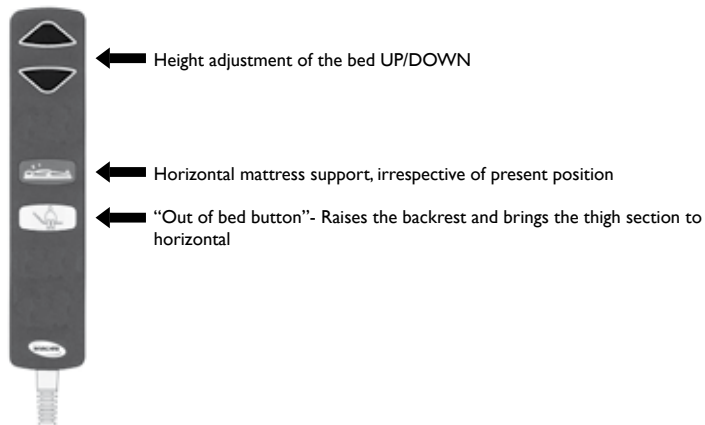 Height adjustment of the bed UP/DOWN
Horizontal mattress support, irrespective of present position
“Out of bed button”- Raises the backrest and brings the thigh section to
horizontal